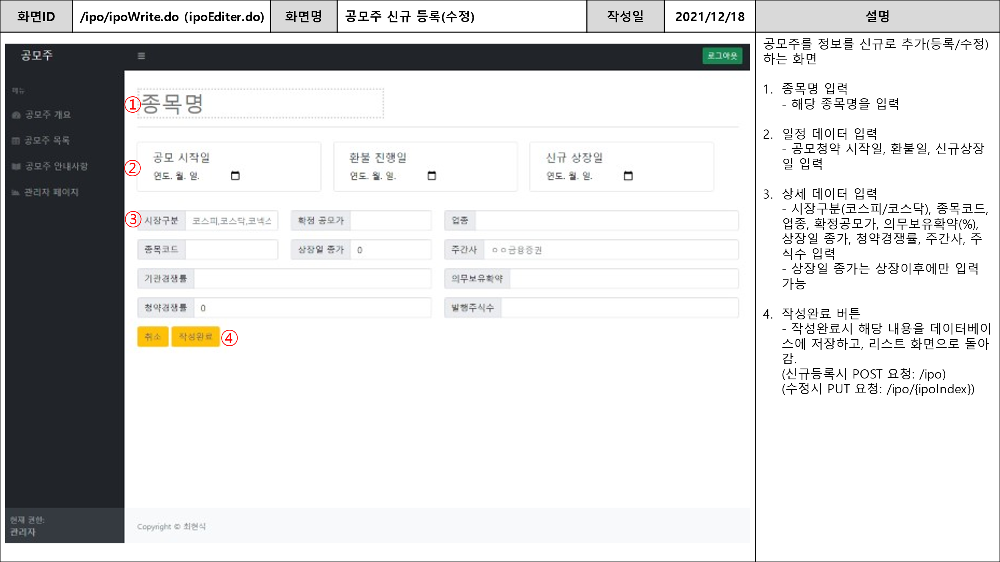 화면ID
/ipo/ipoWrite.do (ipoEditer.do)
화면명
공모주 신규 등록(수정)
작성일
2021/12/18
설명
공모주
로그아웃
메뉴
공모주 개요
공모주 목록
공모주 안내사항
관리자 페이지
현재 권한:
관리자
① 종목명
②
공모 시작일
연도. 월. 일.
환불 진행일
연도. 월. 일.
신규 상장일
연도. 월. 일.
③ 시장구분 코스피,코스닥,코넥스
확정 공모가
업종
종목코드
상장일 종가 0
주간사 ㅇㅇ금융증권
기관경쟁률
의무보유확약
청약경쟁률 0
발행주식수
취소 작성완료 ④
Copyright © 최현식
공모주를 정보를 신규로 추가(등록/수정)
하는 화면
1. 종목명 입력
- 해당 종목명을 입력
2. 일정 데이터 입력
- 공모청약 시작일, 환불일, 신규상장
일 입력
3. 상세 데이터 입력
- 시장구분(코스피/코스닥), 종목코드,
업종, 확정공모가, 의무보유확약(%),
상장일 종가, 청약경쟁률, 주간사, 주
식수 입력
- 상장일 종가는 상장이후에만 입력
가능
4. 작성완료 버튼
- 작성완료시 해당 내용을 데이터베이
스에 저장하고, 리스트 화면으로 돌아
감.
(신규등록시 POST 요청: /ipo)
(수정시 PUT 요청: /ipo/{ipoIndex})